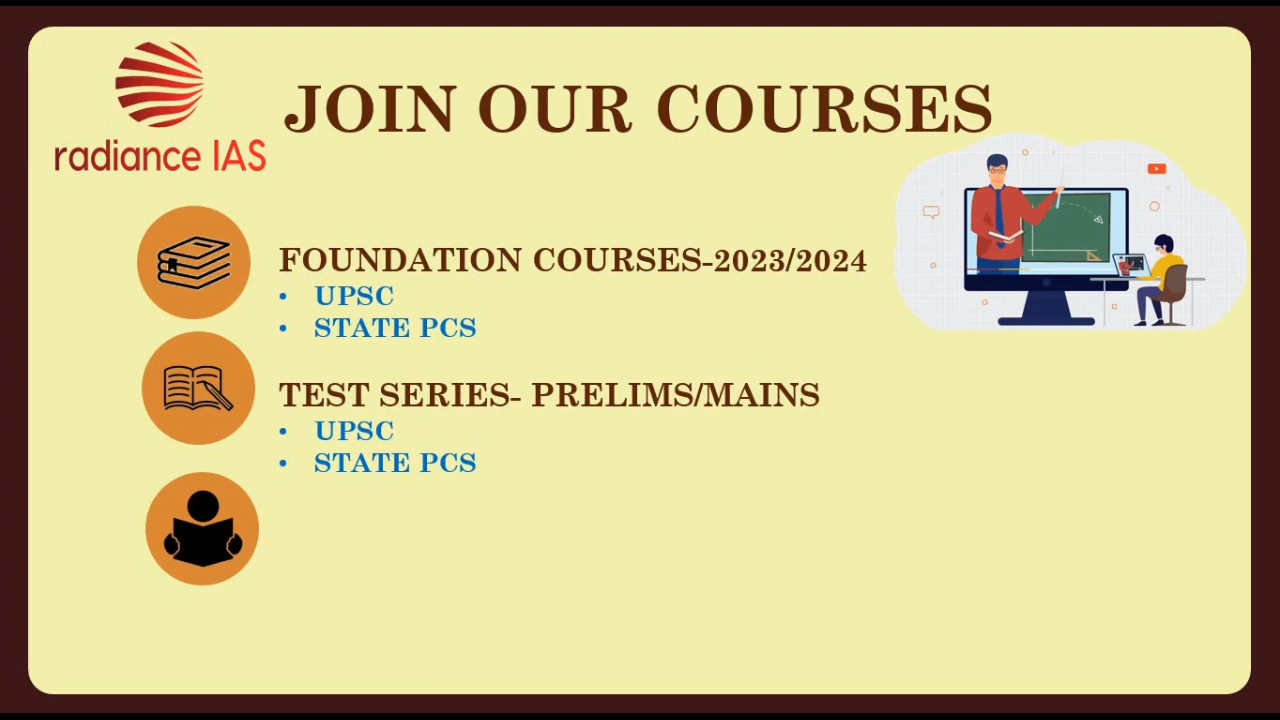 radiance IAS
JOIN OUR COURSES
FOUNDATION COURSES-2023/2024
• UPSC
• STATE PCS
TEST SERIES- PRELIMS/MAINS
• UPSC
• STATE PCS